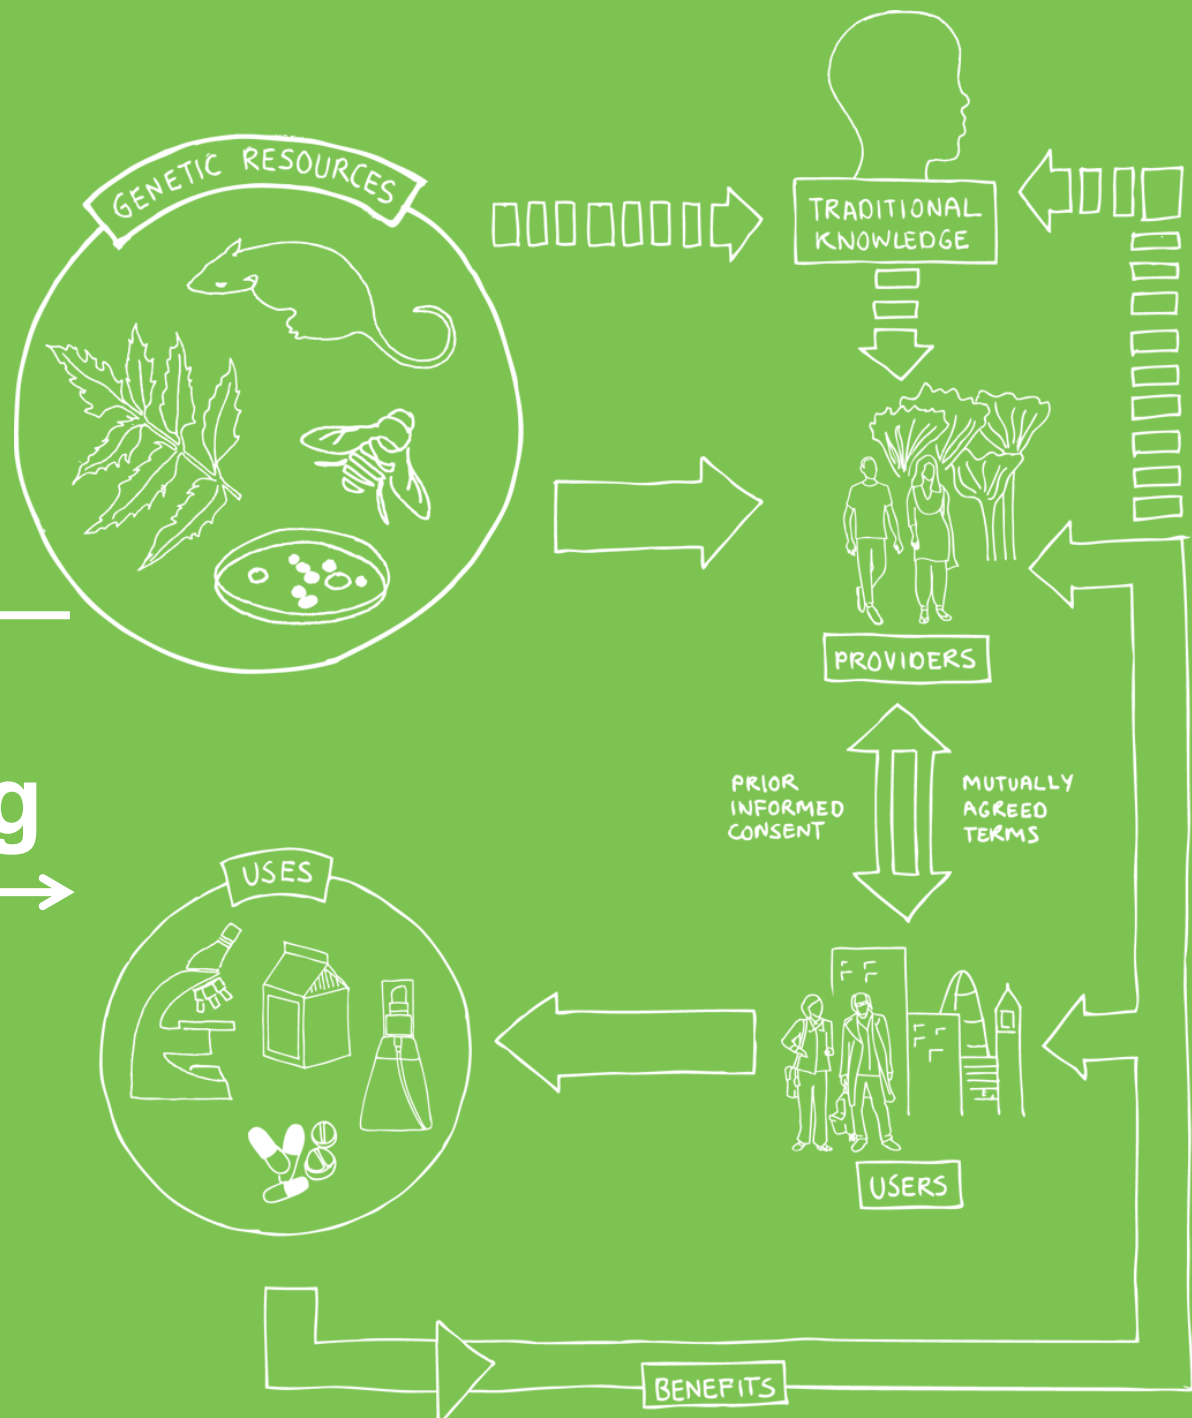 GENETIC RESOURCES
TRADITIONAL
KNOWLEDGE
PROVIDERS
PRIOR
INFORMED
CONSENT
MUTUALLY
AGREED
TERMS
g
USES
USERS
BENEFITS